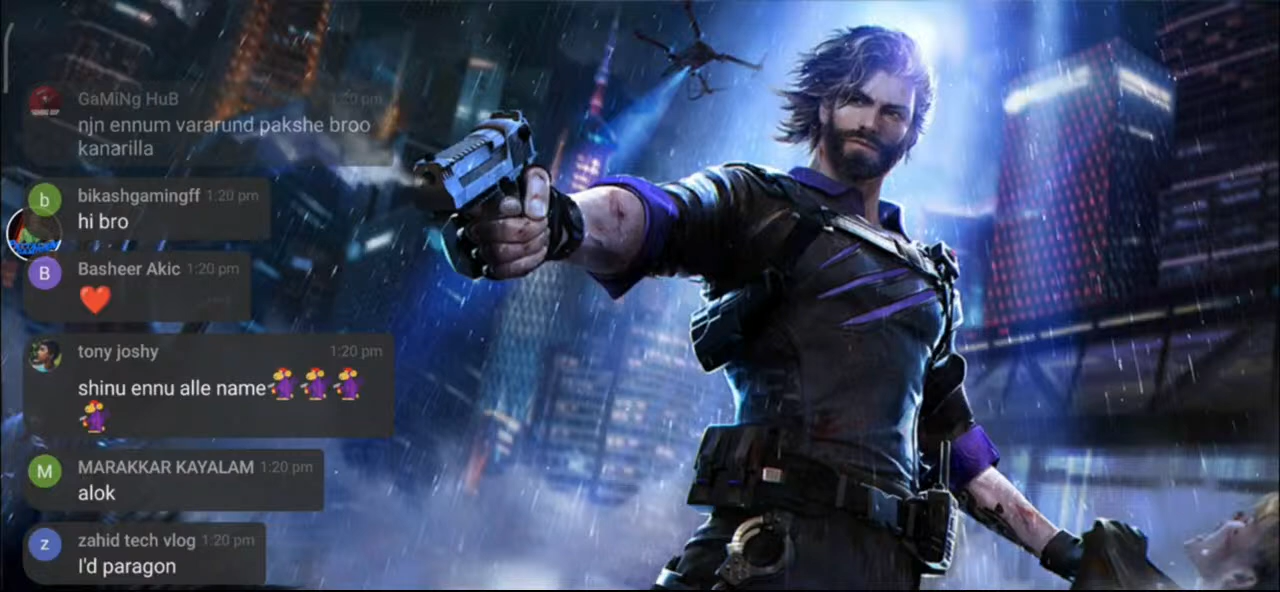 GaMiNg HuB 1:20 pm
njn ennum vararund pakshe broo
kanarilla
b bikashgamingff 1:20 pm
hi bro
B Basheer Akic 1:20 pm
❤️
tony joshy 1:20 pm
shinu ennu alle name
M MARAKKAR KAYALAM 1:20 pm
alok
z zahid tech vlog 1:20 pm
I'd paragon